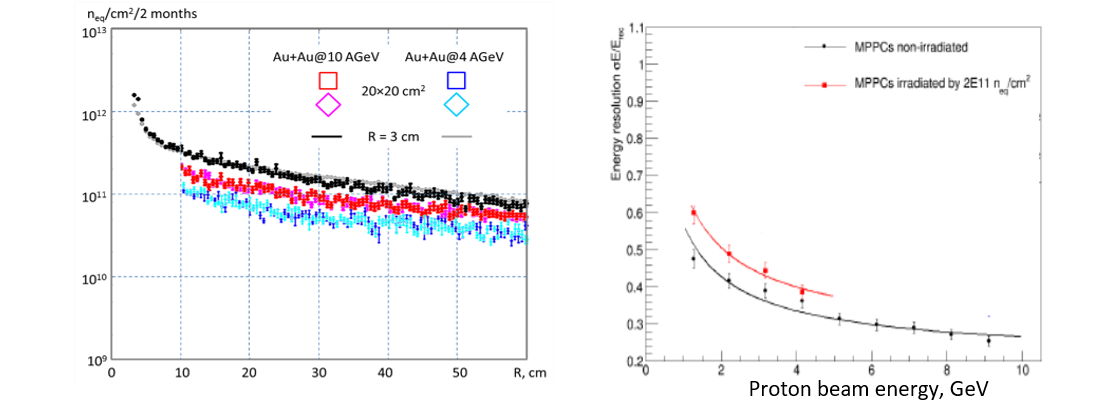 neq/cm²/2 months
10¹³
Au+Au@10 AGeV Au+Au@4 AGeV
20×20 cm²
10¹²
R = 3 cm
10¹¹
10¹⁰
10⁹
0 10 20 30 40 50 R, cm
Energy resolution σE/Erec
1.1
MPPCs non-irradiated
1
MPPCs irradiated by 2E11 neq/cm²
0.9
0.8
0.7
0.6
0.5
0.4
0.3
0.2
0 2 4 6 8 10
Proton beam energy, GeV